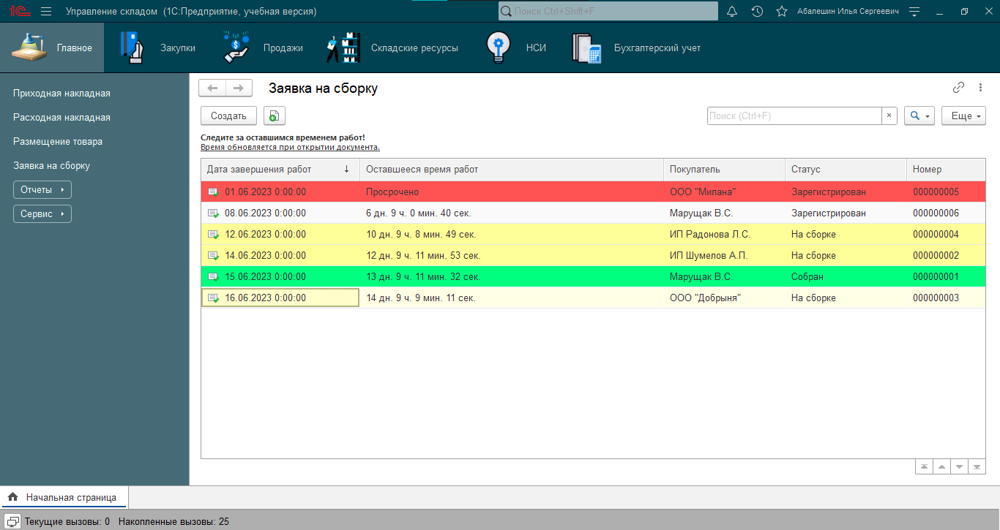 1С Управление складом (1С:Предприятие, учебная версия) Поиск Ctrl+Shift+F Абалешин Илья Сергеевич
Главное Закупки Продажи Складские ресурсы НСИ Бухгалтерский учет
Приходная накладная
Расходная накладная
Размещение товара
Заявка на сборку
Отчеты
Сервис
Заявка на сборку
Создать Поиск (Ctrl+F) × Еще
Следите за оставшимся временем работ!
Время обновляется при открытии документа.
Дата завершения работ ↓ Оставшееся время работ Покупатель Статус Номер
01.06.2023 0:00:00 Просрочено ООО "Милана" Зарегистрирован 000000005
08.06.2023 0:00:00 6 дн. 9 ч. 0 мин. 40 сек. Марущак В.С. Зарегистрирован 000000006
12.06.2023 0:00:00 10 дн. 9 ч. 8 мин. 49 сек. ИП Радонова Л.С. На сборке 000000004
14.06.2023 0:00:00 12 дн. 9 ч. 11 мин. 53 сек. ИП Шумелов А.П. На сборке 000000002
15.06.2023 0:00:00 13 дн. 9 ч. 11 мин. 32 сек. Марущак В.С. Собран 000000001
16.06.2023 0:00:00 14 дн. 9 ч. 9 мин. 11 сек. ООО "Добрыня" На сборке 000000003
Начальная страница
Текущие вызовы: 0 Накопленные вызовы: 25